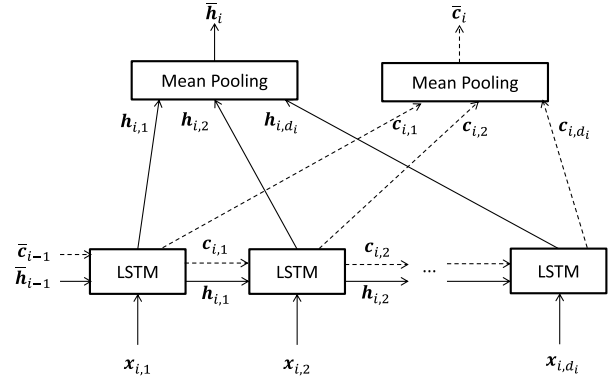 h̄_i c̄_i
Mean Pooling Mean Pooling
h_{i,1} h_{i,2} h_{i,d_i} c_{i,1} c_{i,2} c_{i,d_i}
c̄_{i−1} c_{i,1} c_{i,2}
LSTM LSTM ... LSTM
h̄_{i−1} h_{i,1} h_{i,2}
x_{i,1} x_{i,2} x_{i,d_i}